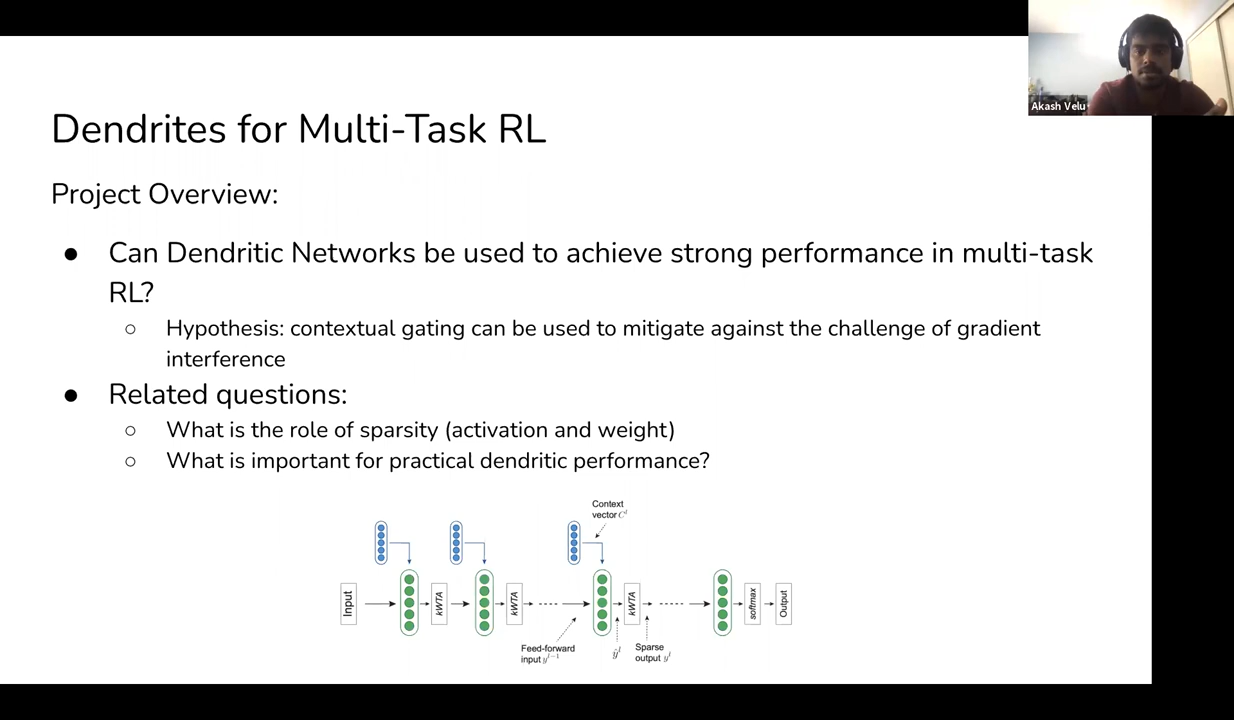 Akash Velu
Dendrites for Multi-Task RL
Project Overview:
● Can Dendritic Networks be used to achieve strong performance in multi-task
RL?
○ Hypothesis: contextual gating can be used to mitigate against the challenge of gradient
interference
● Related questions:
○ What is the role of sparsity (activation and weight)
○ What is important for practical dendritic performance?
Context
vector C^l
Input
kWTA
kWTA
kWTA
softmax
Output
Feed-forward
input y^{l-1}
ŷ^l
Sparse
output y^l